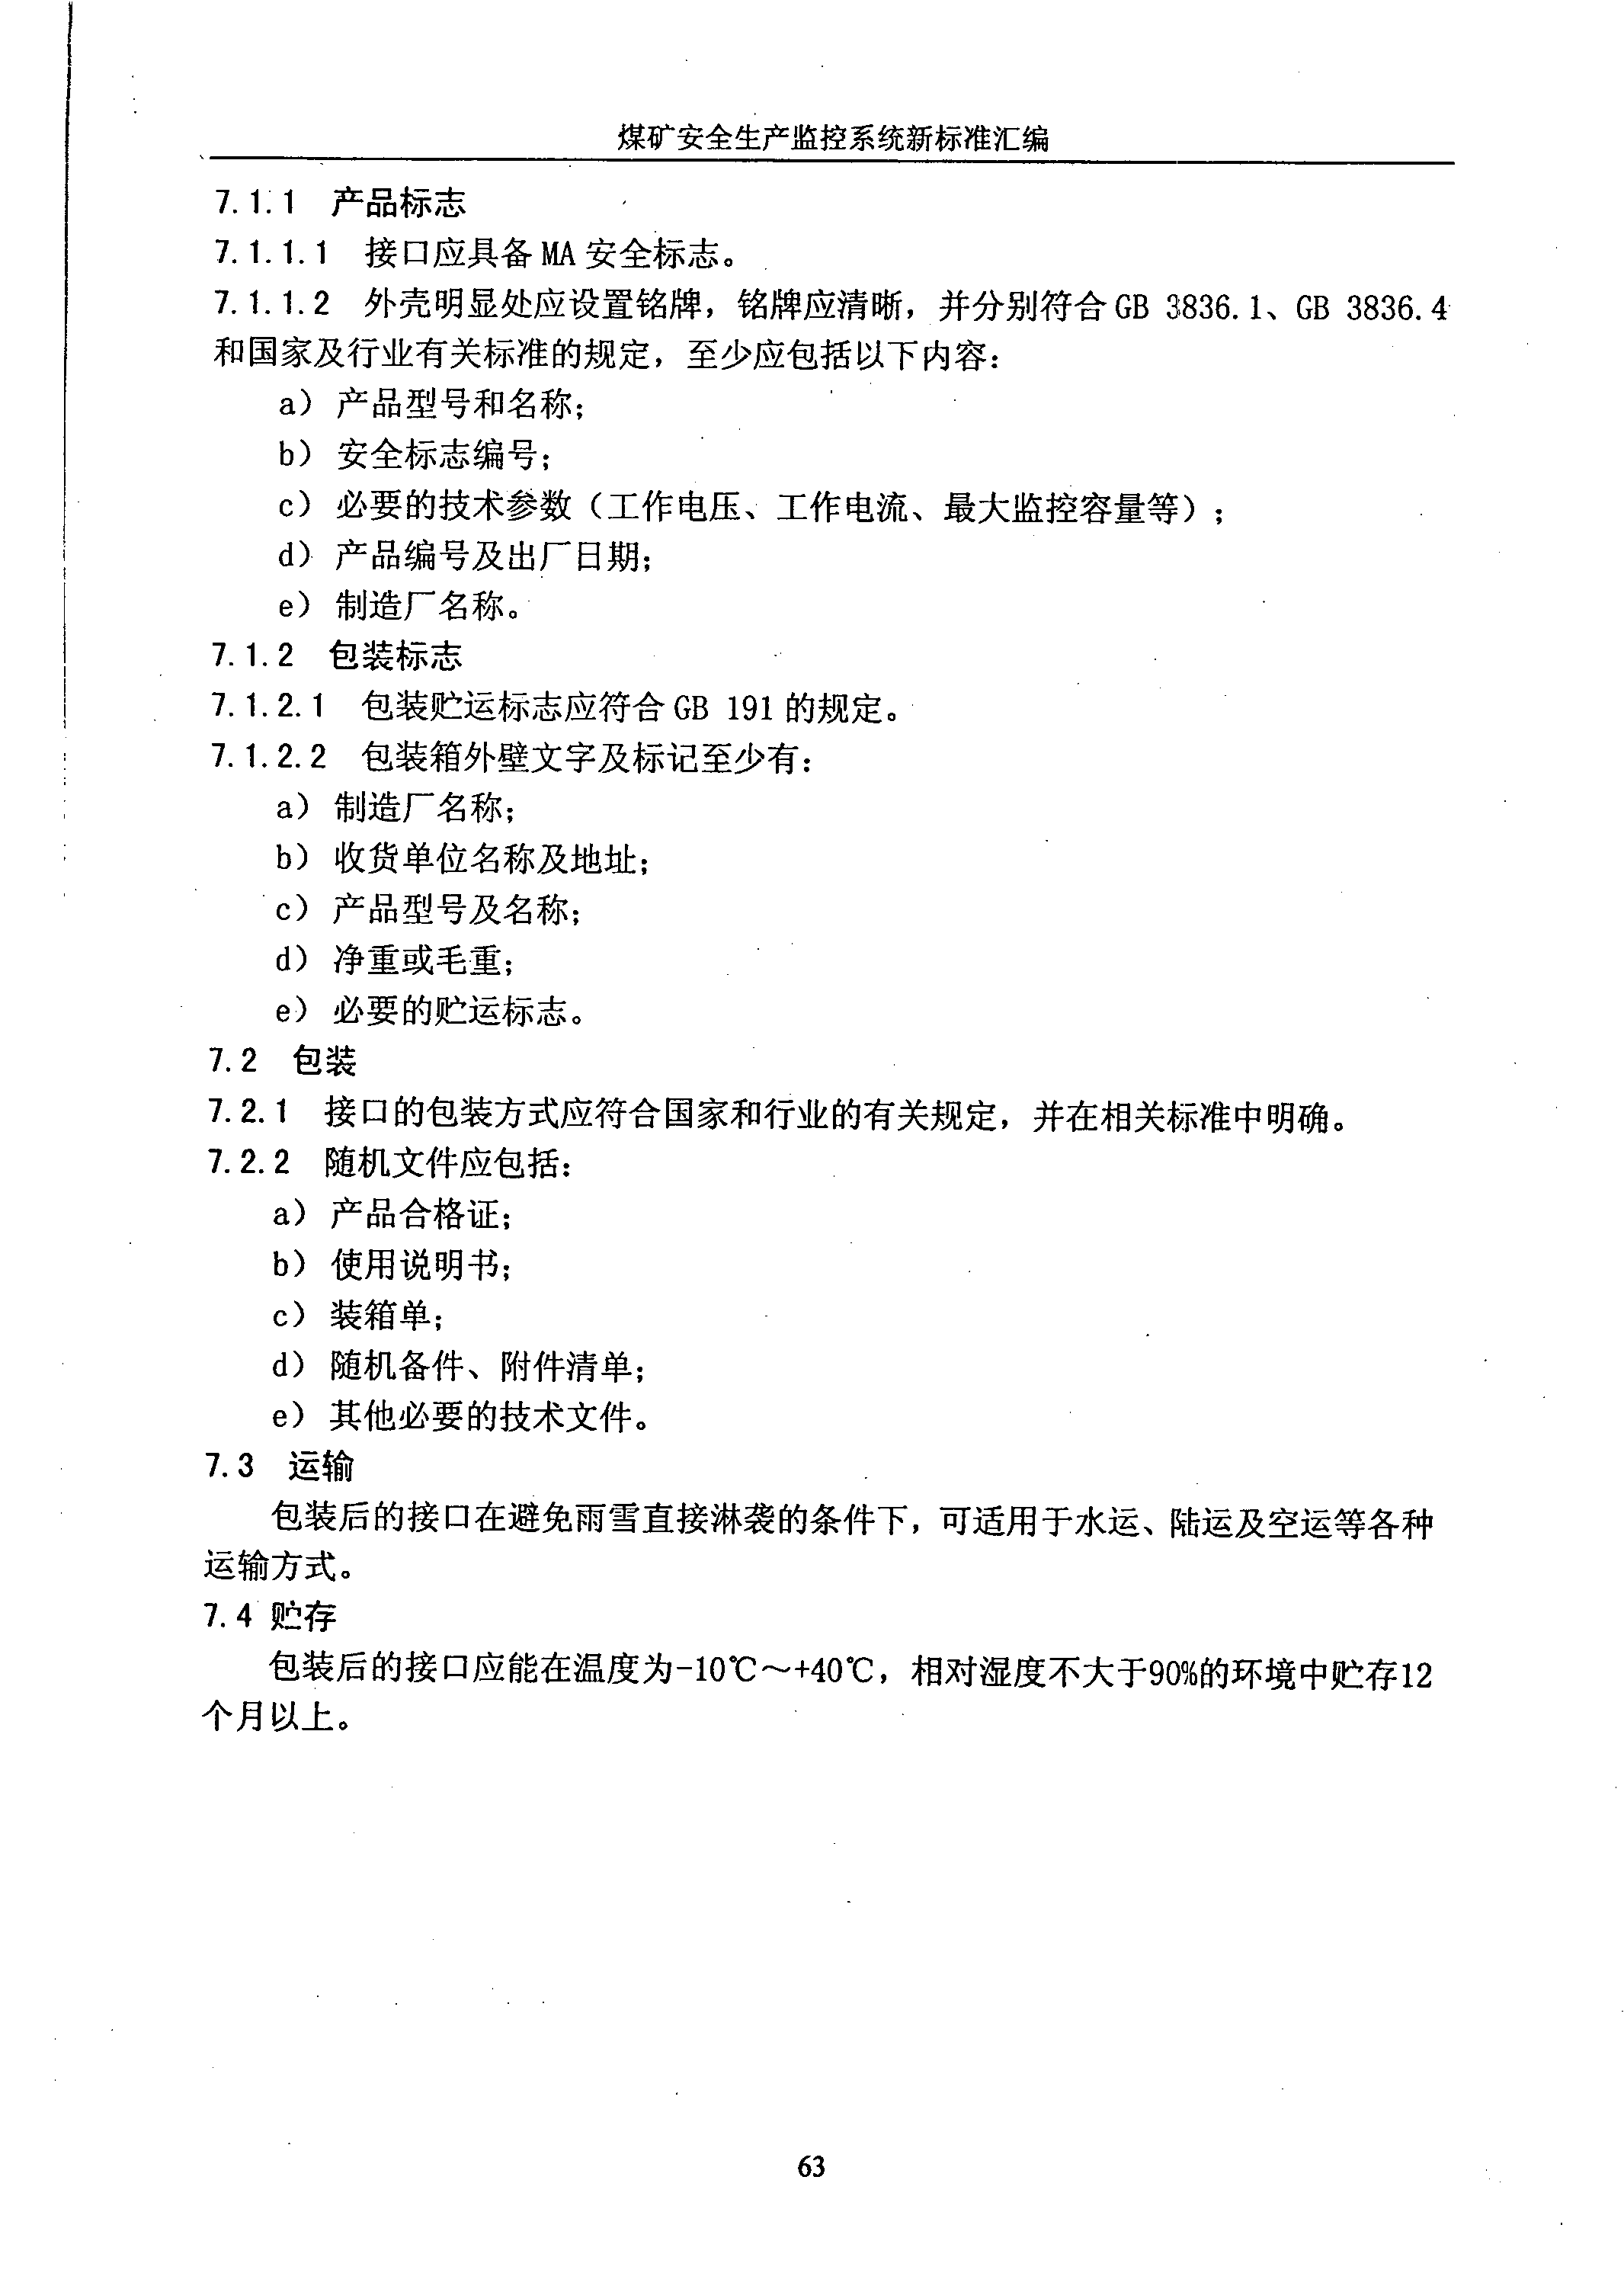 煤矿安全生产监控系统新标准汇编
7.1.1 产品标志
7.1.1.1 接口应具备 MA 安全标志。
7.1.1.2 外壳明显处应设置铭牌，铭牌应清晰，并分别符合 GB 3836.1、GB 3836.4
和国家及行业有关标准的规定，至少应包括以下内容：
a） 产品型号和名称；
b） 安全标志编号；
c） 必要的技术参数（工作电压、工作电流、最大监控容量等）；
d） 产品编号及出厂日期；
e） 制造厂名称。
7.1.2 包装标志
7.1.2.1 包装贮运标志应符合 GB 191 的规定。
7.1.2.2 包装箱外壁文字及标记至少有：
a） 制造厂名称；
b） 收货单位名称及地址；
c） 产品型号及名称；
d） 净重或毛重；
e） 必要的贮运标志。
7.2 包装
7.2.1 接口的包装方式应符合国家和行业的有关规定，并在相关标准中明确。
7.2.2 随机文件应包括：
a） 产品合格证；
b） 使用说明书；
c） 装箱单；
d） 随机备件、附件清单；
e） 其他必要的技术文件。
7.3 运输
包装后的接口在避免雨雪直接淋袭的条件下，可适用于水运、陆运及空运等各种
运输方式。
7.4 贮存
包装后的接口应能在温度为-10℃～+40℃，相对湿度不大于90%的环境中贮存12
个月以上。
63